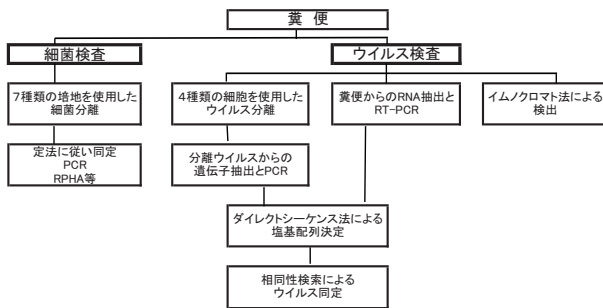 糞 便
細菌検査
ウイルス検査
7種類の培地を使用した
細菌分離
4種類の細胞を使用した
ウイルス分離
糞便からのRNA抽出と
RT-PCR
イムノクロマト法による
検出
定法に従い同定
PCR
RPHA等
分離ウイルスからの
遺伝子抽出とPCR
ダイレクトシーケンス法による
塩基配列決定
相同性検索による
ウイルス同定